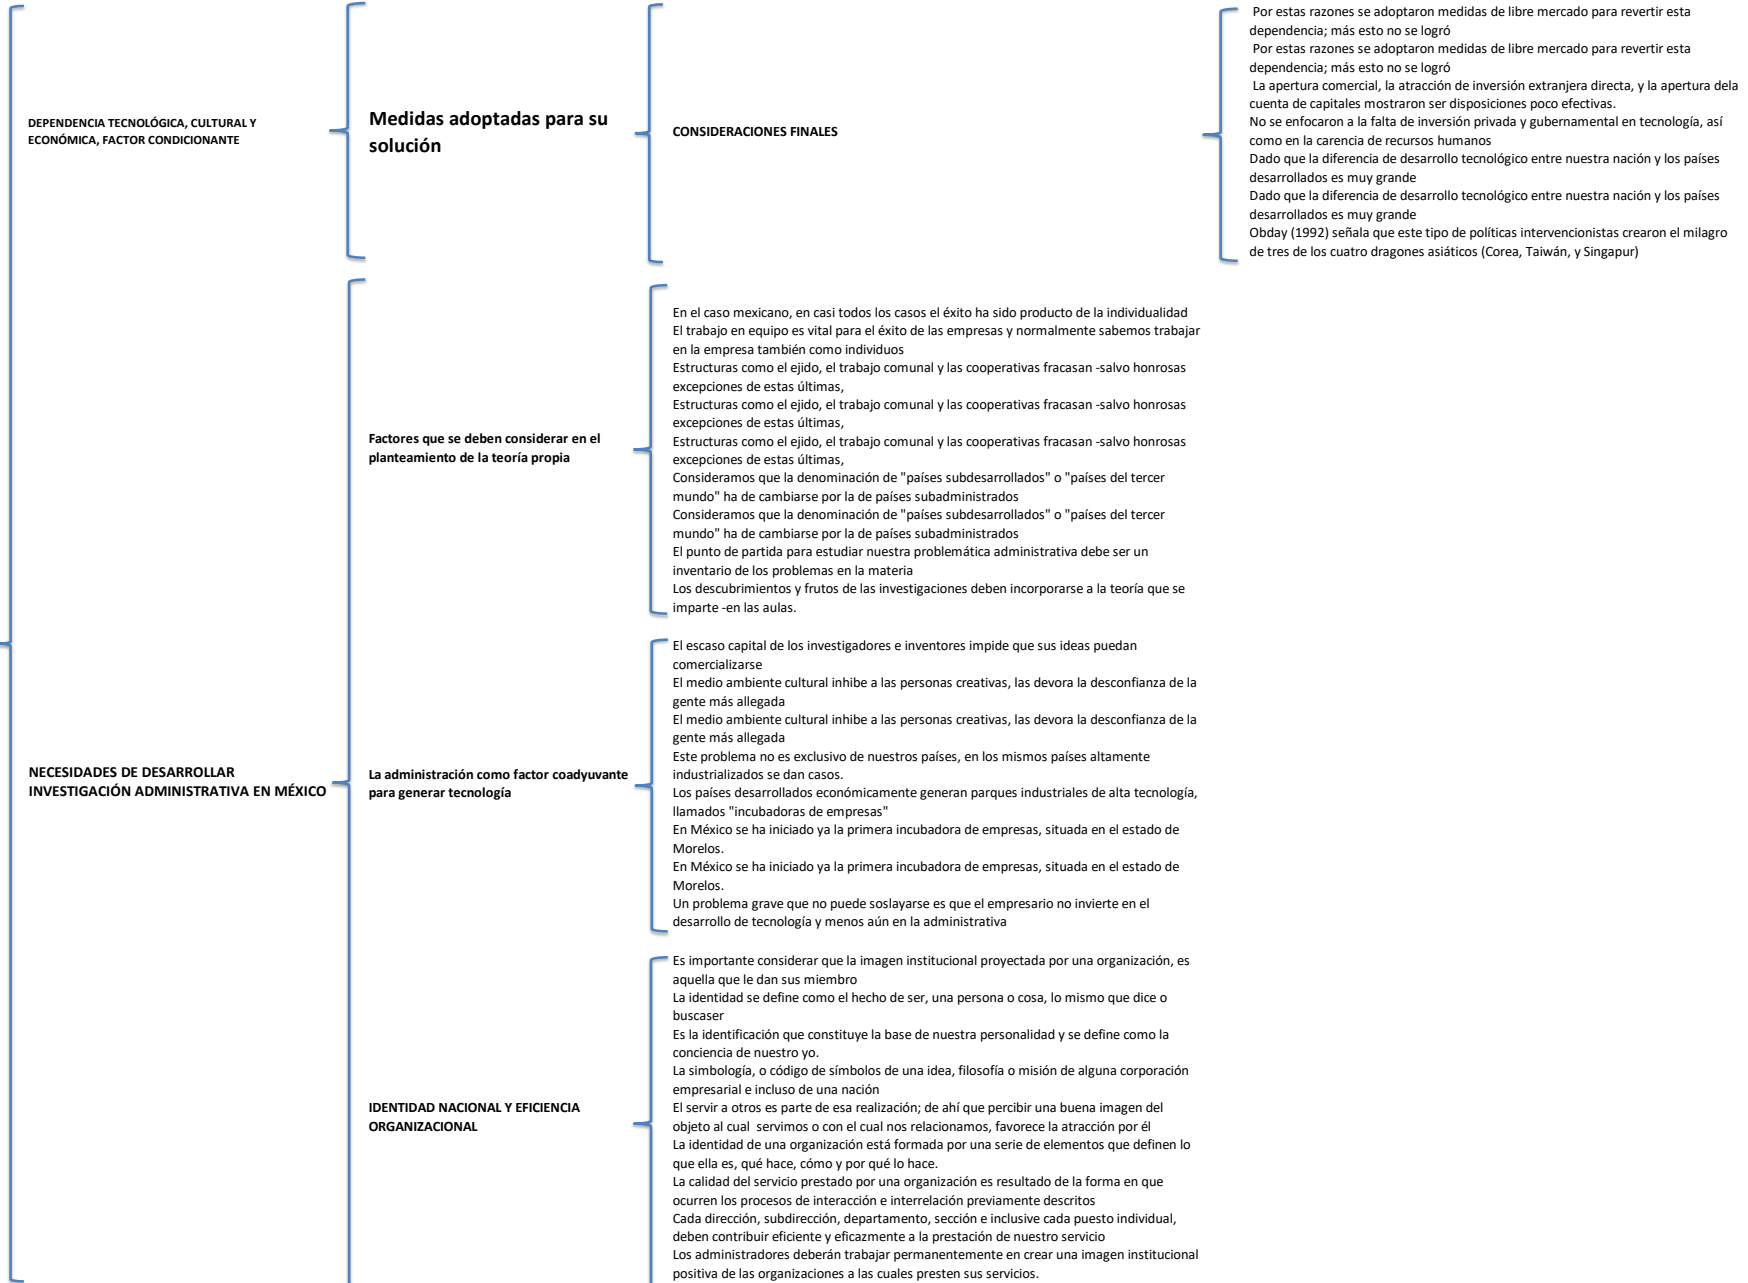 DEPENDENCIA TECNOLÓGICA, CULTURAL Y
ECONÓMICA, FACTOR CONDICIONANTE
Medidas adoptadas para su
solución
CONSIDERACIONES FINALES
Por estas razones se adoptaron medidas de libre mercado para revertir esta
dependencia; más esto no se logró
Por estas razones se adoptaron medidas de libre mercado para revertir esta
dependencia; más esto no se logró
La apertura comercial, la atracción de inversión extranjera directa, y la apertura dela
cuenta de capitales mostraron ser disposiciones poco efectivas.
No se enfocaron a la falta de inversión privada y gubernamental en tecnología, así
como en la carencia de recursos humanos
Dado que la diferencia de desarrollo tecnológico entre nuestra nación y los países
desarrollados es muy grande
Dado que la diferencia de desarrollo tecnológico entre nuestra nación y los países
desarrollados es muy grande
Obday (1992) señala que este tipo de políticas intervencionistas crearon el milagro
de tres de los cuatro dragones asiáticos (Corea, Taiwán, y Singapur)
NECESIDADES DE DESARROLLAR
INVESTIGACIÓN ADMINISTRATIVA EN MÉXICO
Factores que se deben considerar en el
planteamiento de la teoría propia
En el caso mexicano, en casi todos los casos el éxito ha sido producto de la individualidad
El trabajo en equipo es vital para el éxito de las empresas y normalmente sabemos trabajar
en la empresa también como individuos
Estructuras como el ejido, el trabajo comunal y las cooperativas fracasan -salvo honrosas
excepciones de estas últimas,
Estructuras como el ejido, el trabajo comunal y las cooperativas fracasan -salvo honrosas
excepciones de estas últimas,
Estructuras como el ejido, el trabajo comunal y las cooperativas fracasan -salvo honrosas
excepciones de estas últimas,
Consideramos que la denominación de "países subdesarrollados" o "países del tercer
mundo" ha de cambiarse por la de países subadministrados
Consideramos que la denominación de "países subdesarrollados" o "países del tercer
mundo" ha de cambiarse por la de países subadministrados
El punto de partida para estudiar nuestra problemática administrativa debe ser un
inventario de los problemas en la materia
Los descubrimientos y frutos de las investigaciones deben incorporarse a la teoría que se
imparte -en las aulas.
La administración como factor coadyuvante
para generar tecnología
El escaso capital de los investigadores e inventores impide que sus ideas puedan
comercializarse
El medio ambiente cultural inhibe a las personas creativas, las devora la desconfianza de la
gente más allegada
El medio ambiente cultural inhibe a las personas creativas, las devora la desconfianza de la
gente más allegada
Este problema no es exclusivo de nuestros países, en los mismos países altamente
industrializados se dan casos.
Los países desarrollados económicamente generan parques industriales de alta tecnología,
llamados "incubadoras de empresas"
En México se ha iniciado ya la primera incubadora de empresas, situada en el estado de
Morelos.
En México se ha iniciado ya la primera incubadora de empresas, situada en el estado de
Morelos.
Un problema grave que no puede soslayarse es que el empresario no invierte en el
desarrollo de tecnología y menos aún en la administrativa
IDENTIDAD NACIONAL Y EFICIENCIA
ORGANIZACIONAL
Es importante considerar que la imagen institucional proyectada por una organización, es
aquella que le dan sus miembro
La identidad se define como el hecho de ser, una persona o cosa, lo mismo que dice o
buscaser
Es la identificación que constituye la base de nuestra personalidad y se define como la
conciencia de nuestro yo.
La simbología, o código de símbolos de una idea, filosofía o misión de alguna corporación
empresarial e incluso de una nación
El servir a otros es parte de esa realización; de ahí que percibir una buena imagen del
objeto al cual  servimos o con el cual nos relacionamos, favorece la atracción por él
La identidad de una organización está formada por una serie de elementos que definen lo
que ella es, qué hace, cómo y por qué lo hace.
La calidad del servicio prestado por una organización es resultado de la forma en que
ocurren los procesos de interacción e interrelación previamente descritos
Cada dirección, subdirección, departamento, sección e inclusive cada puesto individual,
deben contribuir eficiente y eficazmente a la prestación de nuestro servicio
Los administradores deberán trabajar permanentemente en crear una imagen institucional
positiva de las organizaciones a las cuales presten sus servicios.